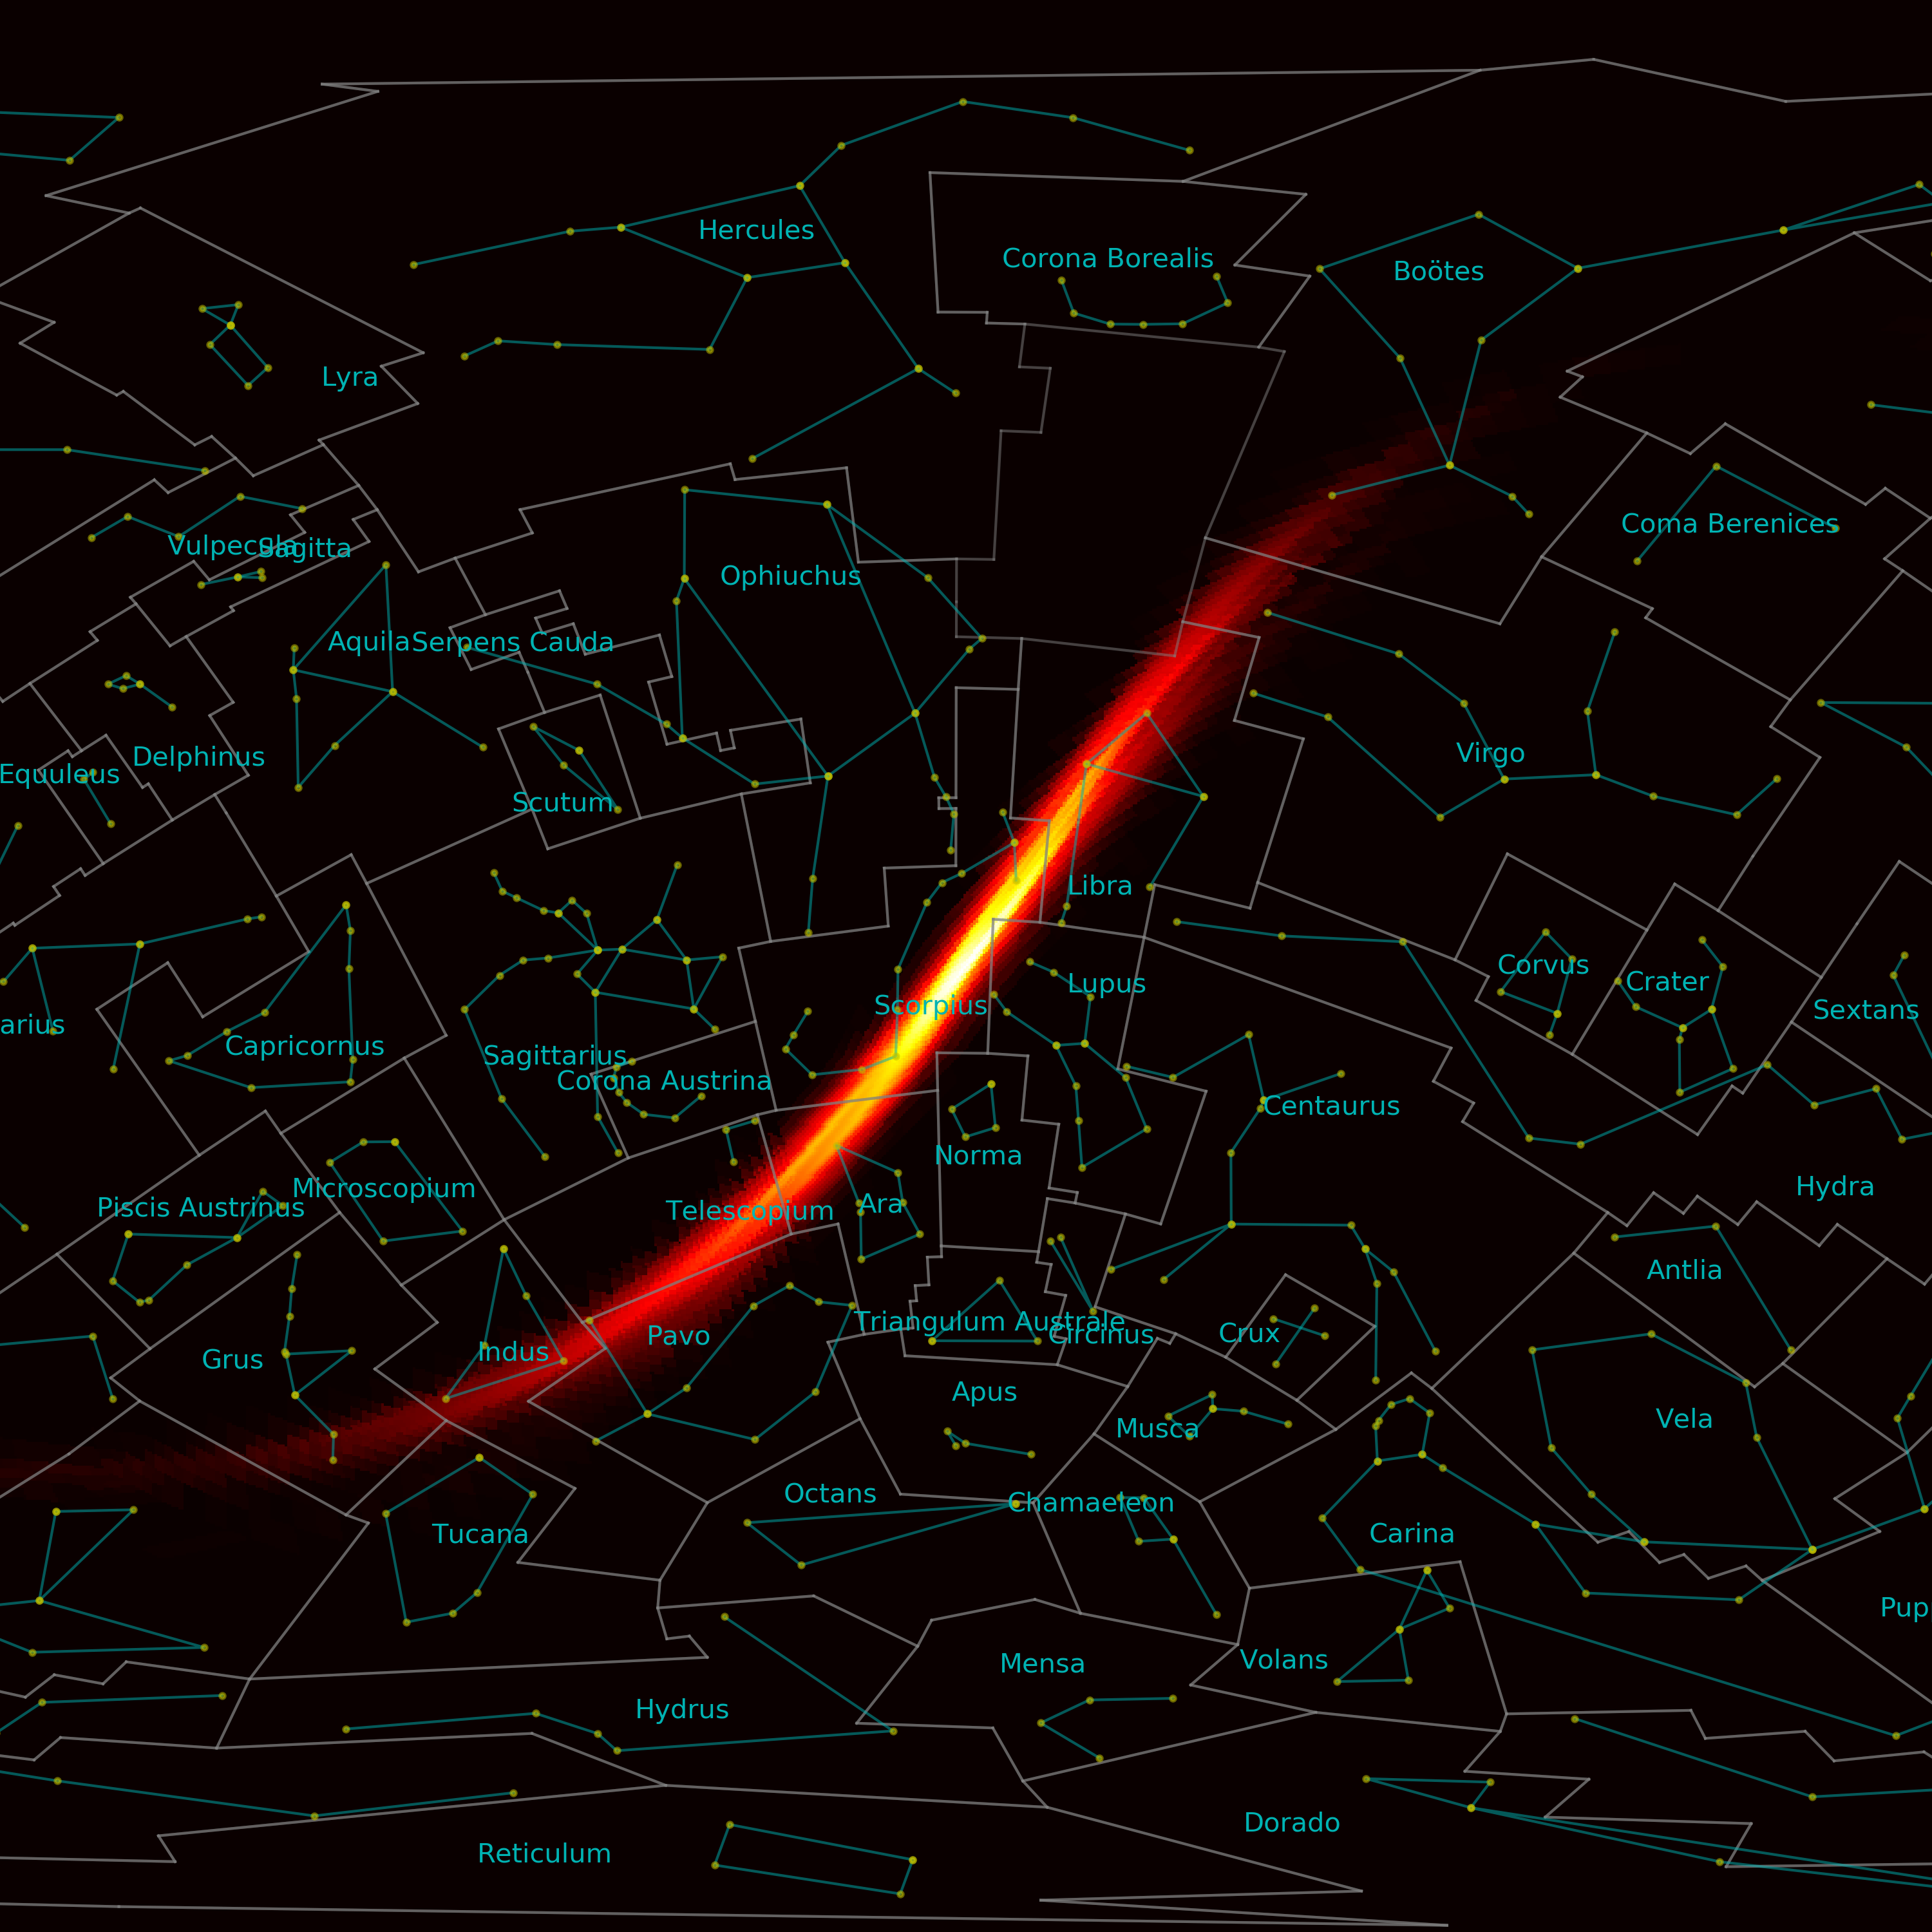 Hercules
Corona Borealis
Boötes
Lyra
Coma Berenices
Vulpecula
Sagitta
Ophiuchus
Aquila
Serpens Cauda
Delphinus
Virgo
Equuleus
Scutum
Libra
Corvus
Crater
Lupus
Scorpius
Sextans
arius
Capricornus
Sagittarius
Corona Austrina
Centaurus
Norma
Microscopium
Hydra
Piscis Austrinus
Ara
Telescopium
Antlia
Triangulum Australe
Circinus
Crux
Pavo
Indus
Grus
Apus
Vela
Musca
Octans
Chamaeleon
Tucana
Carina
Pup
Mensa
Volans
Hydrus
Dorado
Reticulum